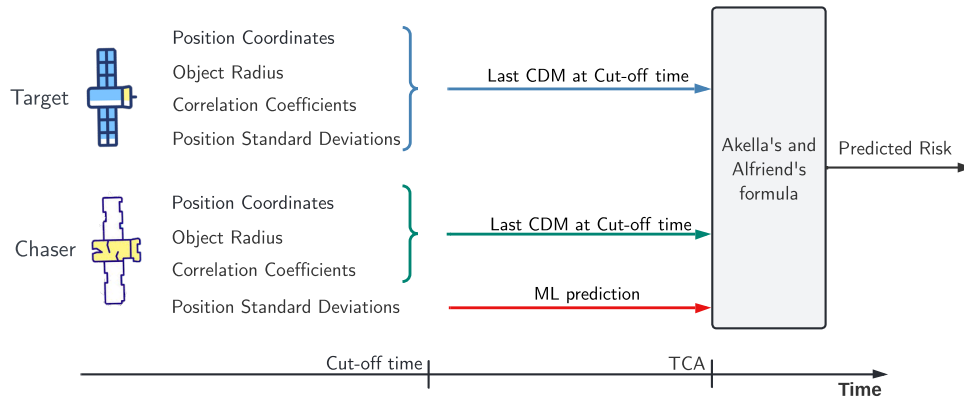 Target
Position Coordinates
Object Radius
Correlation Coefficients
Position Standard Deviations
Last CDM at Cut-off time
Akella's and
Alfriend's
formula
Predicted Risk
Chaser
Position Coordinates
Object Radius
Correlation Coefficients
Position Standard Deviations
Last CDM at Cut-off time
ML prediction
Cut-off time
TCA
Time